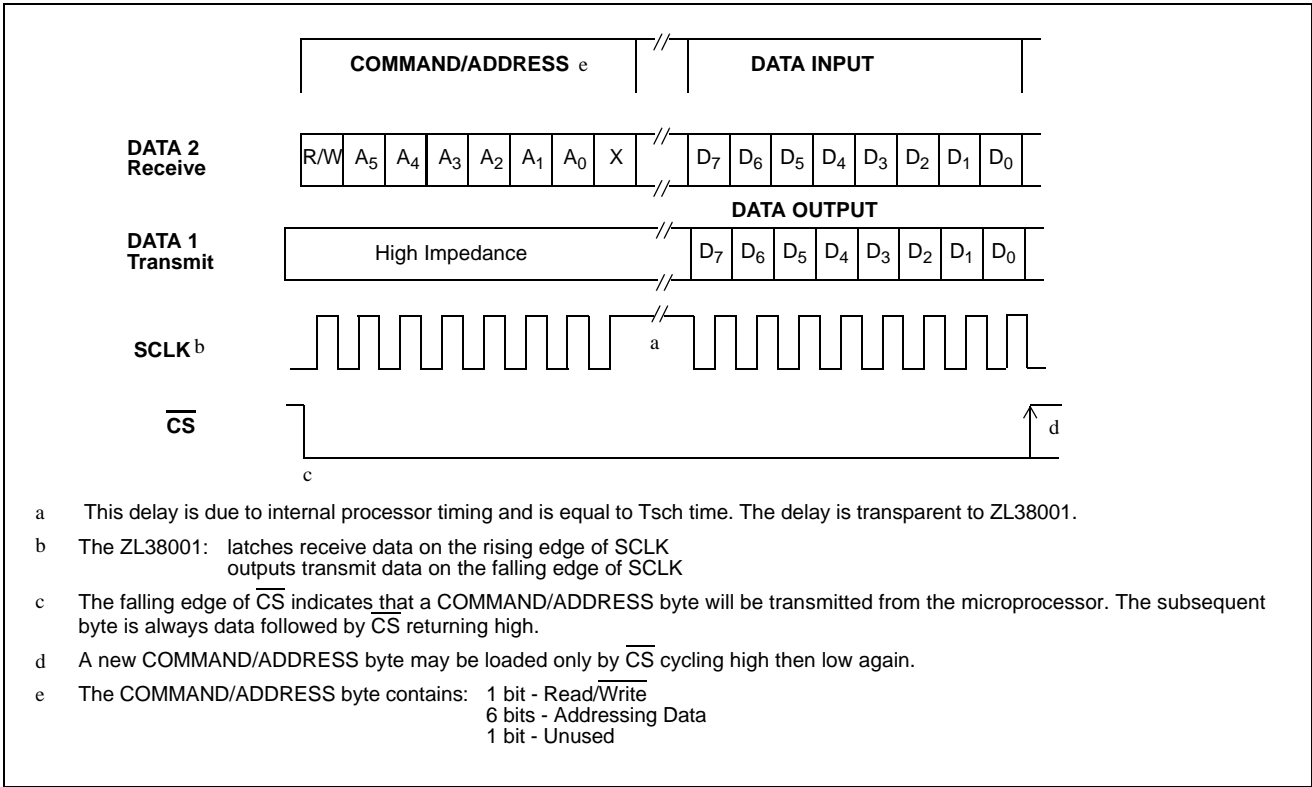 COMMAND/ADDRESS e
DATA INPUT
DATA 2
Receive
R/W A5 A4 A3 A2 A1 A0 X
D7 D6 D5 D4 D3 D2 D1 D0
DATA OUTPUT
DATA 1
Transmit
High Impedance
D7 D6 D5 D4 D3 D2 D1 D0
SCLK b
a
CS
d
c
a This delay is due to internal processor timing and is equal to Tsch time. The delay is transparent to ZL38001.
b The ZL38001: latches receive data on the rising edge of SCLK
outputs transmit data on the falling edge of SCLK
c The falling edge of CS indicates that a COMMAND/ADDRESS byte will be transmitted from the microprocessor. The subsequent
byte is always data followed by CS returning high.
d A new COMMAND/ADDRESS byte may be loaded only by CS cycling high then low again.
e The COMMAND/ADDRESS byte contains: 1 bit - Read/Write
6 bits - Addressing Data
1 bit - Unused